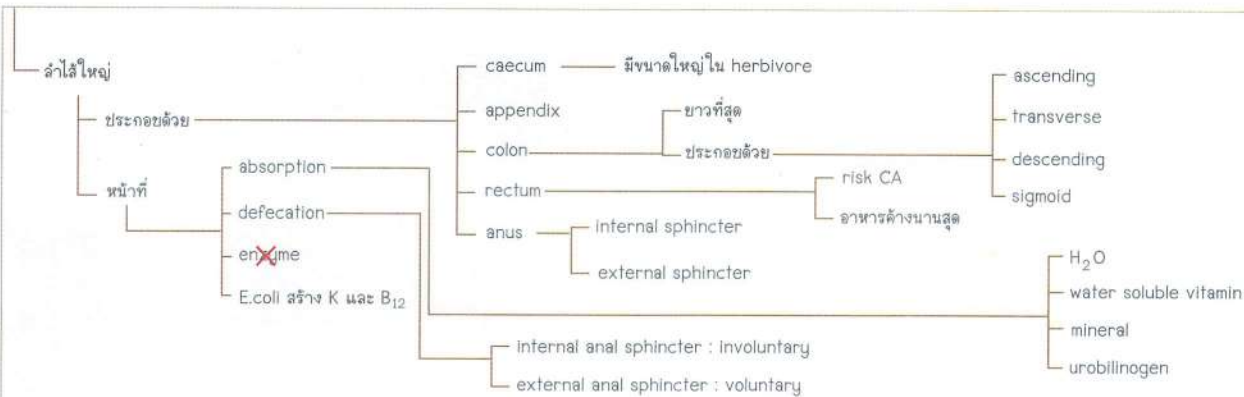 ลำไส้ใหญ่
ประกอบด้วย
caecum
มีขนาดใหญ่ใน herbivore
appendix
colon
ยาวที่สุด
ประกอบด้วย
ascending
transverse
descending
sigmoid
rectum
risk CA
อาหารค้างนานสุด
anus
internal sphincter
external sphincter
หน้าที่
absorption
H₂O
water soluble vitamin
mineral
urobilinogen
defecation
internal anal sphincter : involuntary
external anal sphincter : voluntary
enzyme
E.coli สร้าง K และ B₁₂